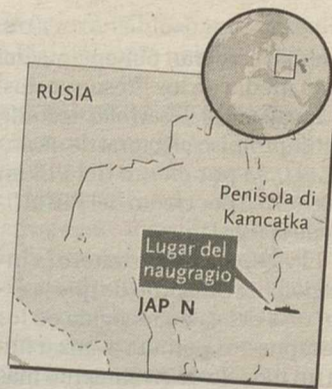 RUSIA
Penisola di
Kamcatka
Lugar del
naugragio
JAP N